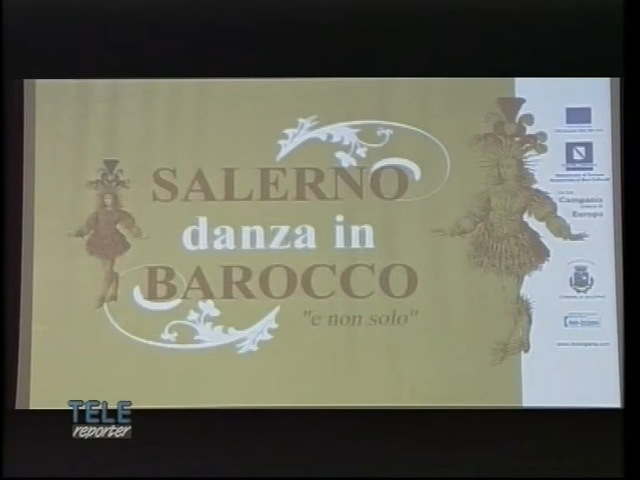 SALERNO
danza in
BAROCCO
"e non solo"
Campania
Europa
TELE
reporter